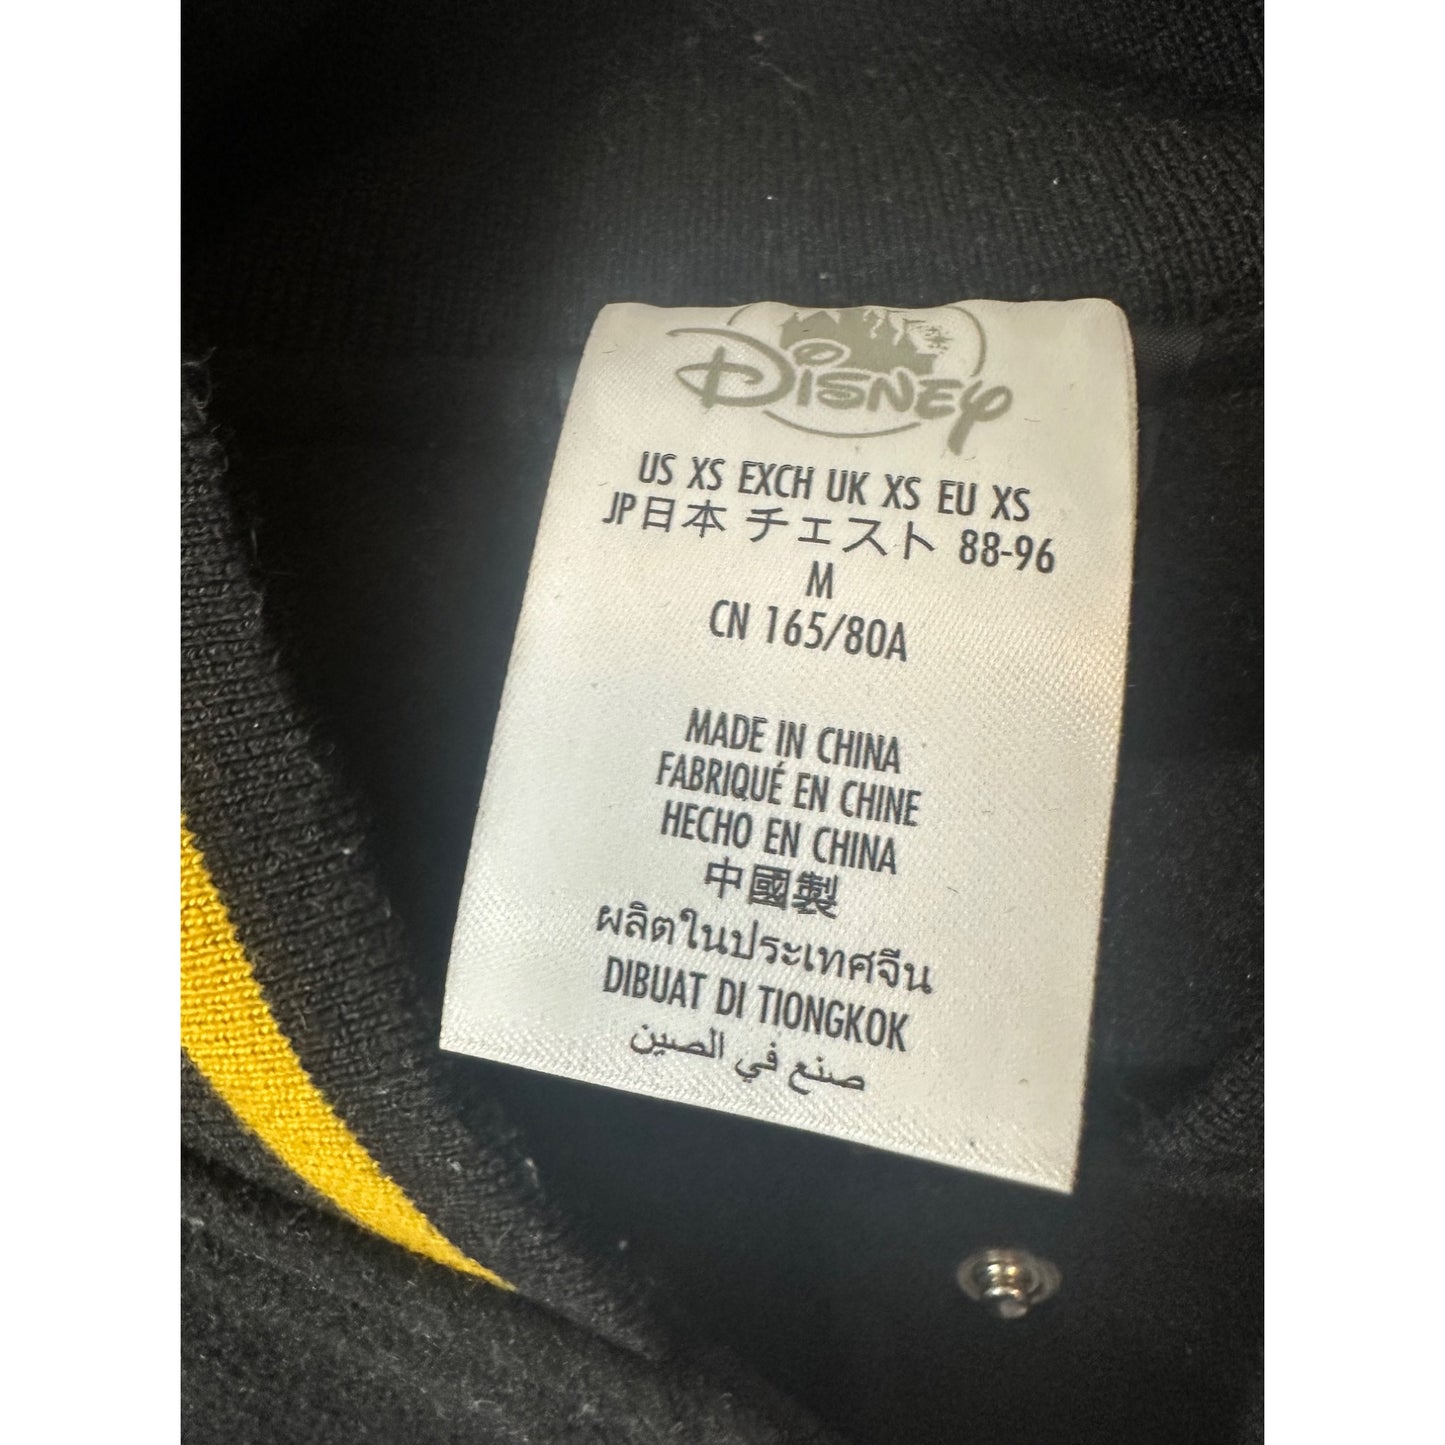 Disney
US XS EXCH UK XS EU XS
JP日本 チェスト 88-96
M
CN 165/80A
MADE IN CHINA
FABRIQUÉ EN CHINE
HECHO EN CHINA
中國製
ผลิตในประเทศจีน
DIBUAT DI TIONGKOK
صنع في الصين